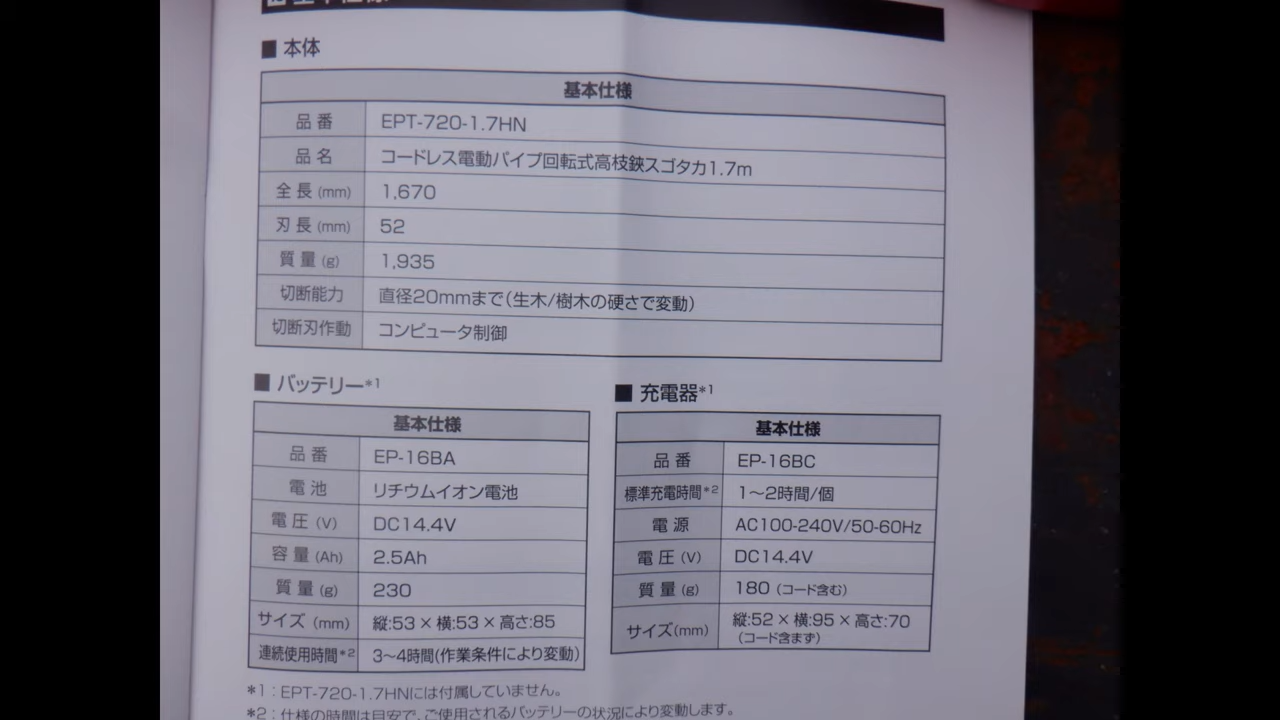 基本仕様
■ 本体
基本仕様
品 番 EPT-720-1.7HN
品 名 コードレス電動パイプ回転式高枝鋏スゴタカ1.7m
全 長 (mm) 1,670
刃 長 (mm) 52
質 量 (g) 1,935
切断能力 直径20mmまで(生木/樹木の硬さで変動)
切断刃作動 コンピュータ制御
■ バッテリー*1
基本仕様
品 番 EP-16BA
電 池 リチウムイオン電池
電 圧 (V) DC14.4V
容 量 (Ah) 2.5Ah
質 量 (g) 230
サイズ (mm) 縦:53 × 横:53 × 高さ:85
連続使用時間*2 3〜4時間(作業条件により変動)
■ 充電器*1
基本仕様
品 番 EP-16BC
標準充電時間*2 1〜2時間/個
電 源 AC100-240V/50-60Hz
電 圧 (V) DC14.4V
質 量 (g) 180 (コード含む)
サイズ(mm) 縦:52 × 横:95 × 高さ:70
(コード含まず)
*1 : EPT-720-1.7HNには付属していません。
*2 : 仕様の時間は目安で、ご使用されるバッテリーの状況により変動します。